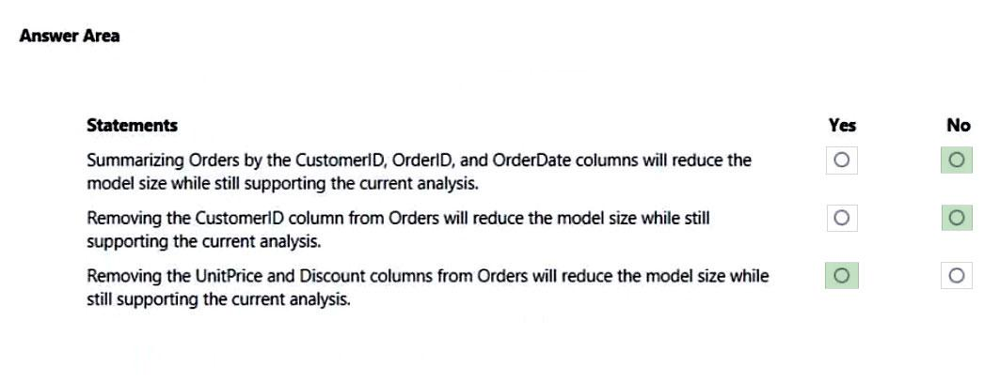 Answer Area
Statements Yes No
Summarizing Orders by the CustomerID, OrderID, and OrderDate columns will reduce the
model size while still supporting the current analysis.
Removing the CustomerID column from Orders will reduce the model size while still
supporting the current analysis.
Removing the UnitPrice and Discount columns from Orders will reduce the model size while
still supporting the current analysis.